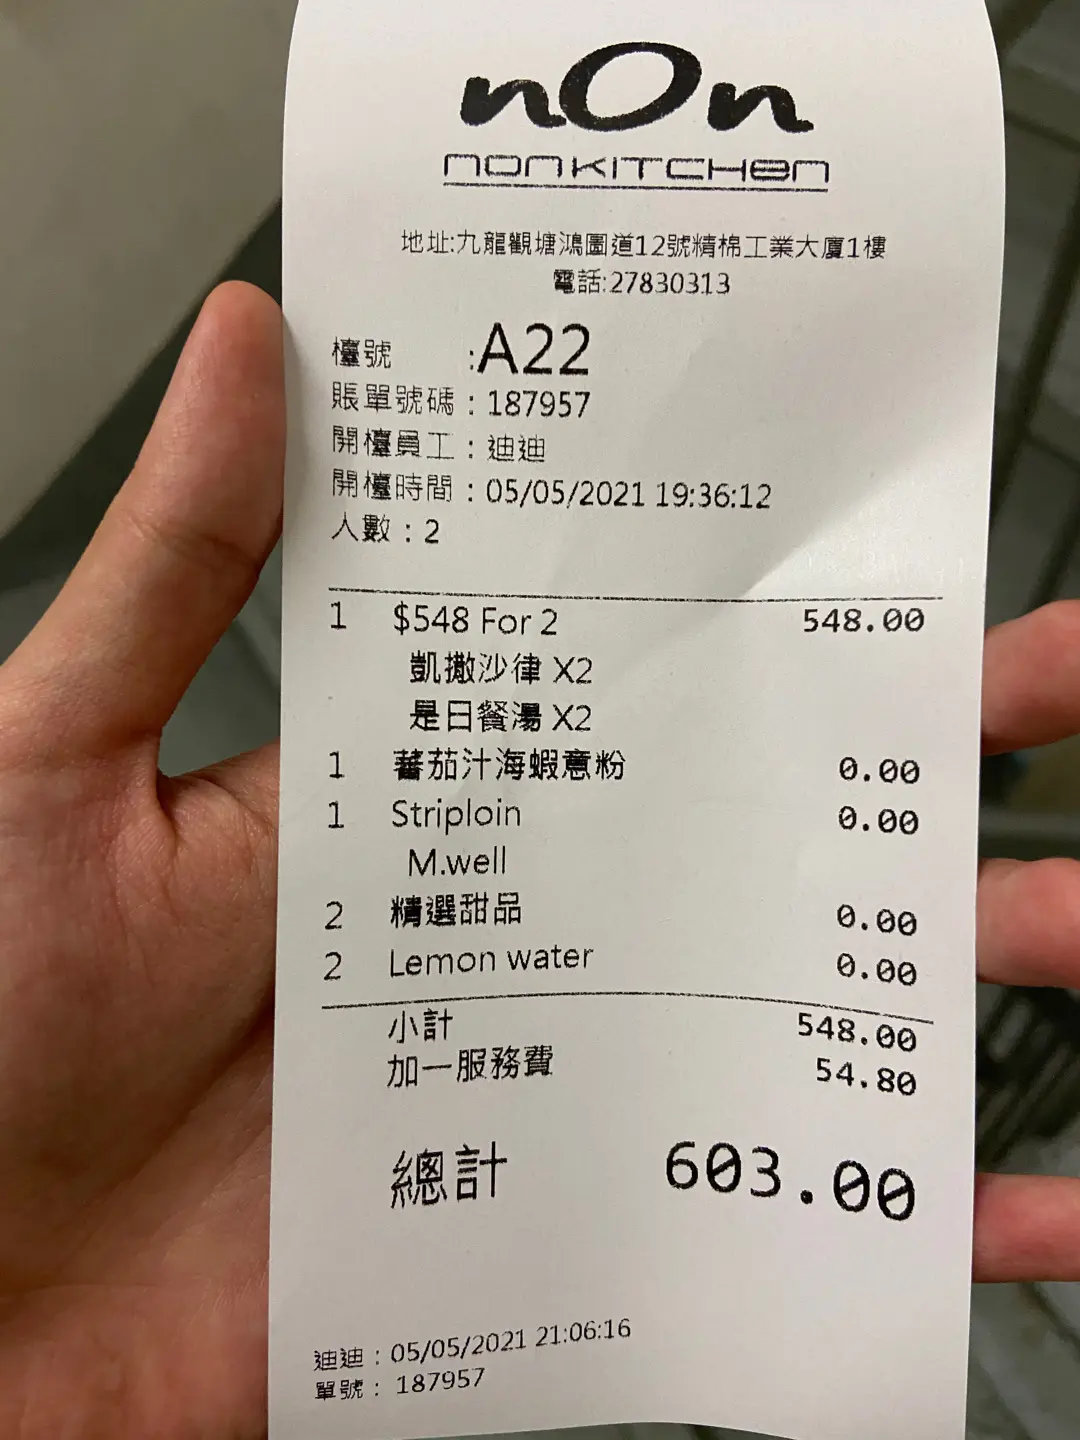 nOn
nonKITCHen
地址:九龍觀塘鴻圖道12號精棉工業大廈1樓
電話:27830313
檯號 :A22
賬單號碼 : 187957
開檯員工 : 迪迪
開檯時間 : 05/05/2021 19:36:12
人數 : 2
1 $548 For 2 548.00
凱撒沙律 X2
是日餐湯 X2
1 蕃茄汁海蝦意粉 0.00
1 Striploin 0.00
M.well
2 精選甜品 0.00
2 Lemon water 0.00
小計 548.00
加一服務費 54.80
總計 603.00
迪迪 : 05/05/2021 21:06:16
單號 : 187957